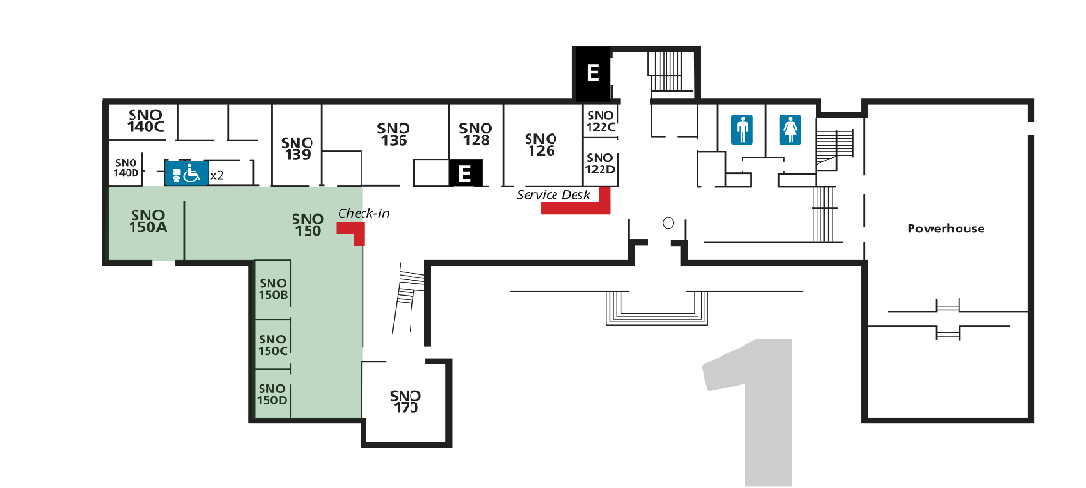 E
SNO
140C
SNO
139
SNO
136
SNO
128
SNO
126
SNO
122C
SNO
122D
SNO
140D
x2
E
Service Desk
SNO
150A
SNO
150
Check-in
Powerhouse
SNO
150B
SNO
150C
SNO
150D
SNO
170
1